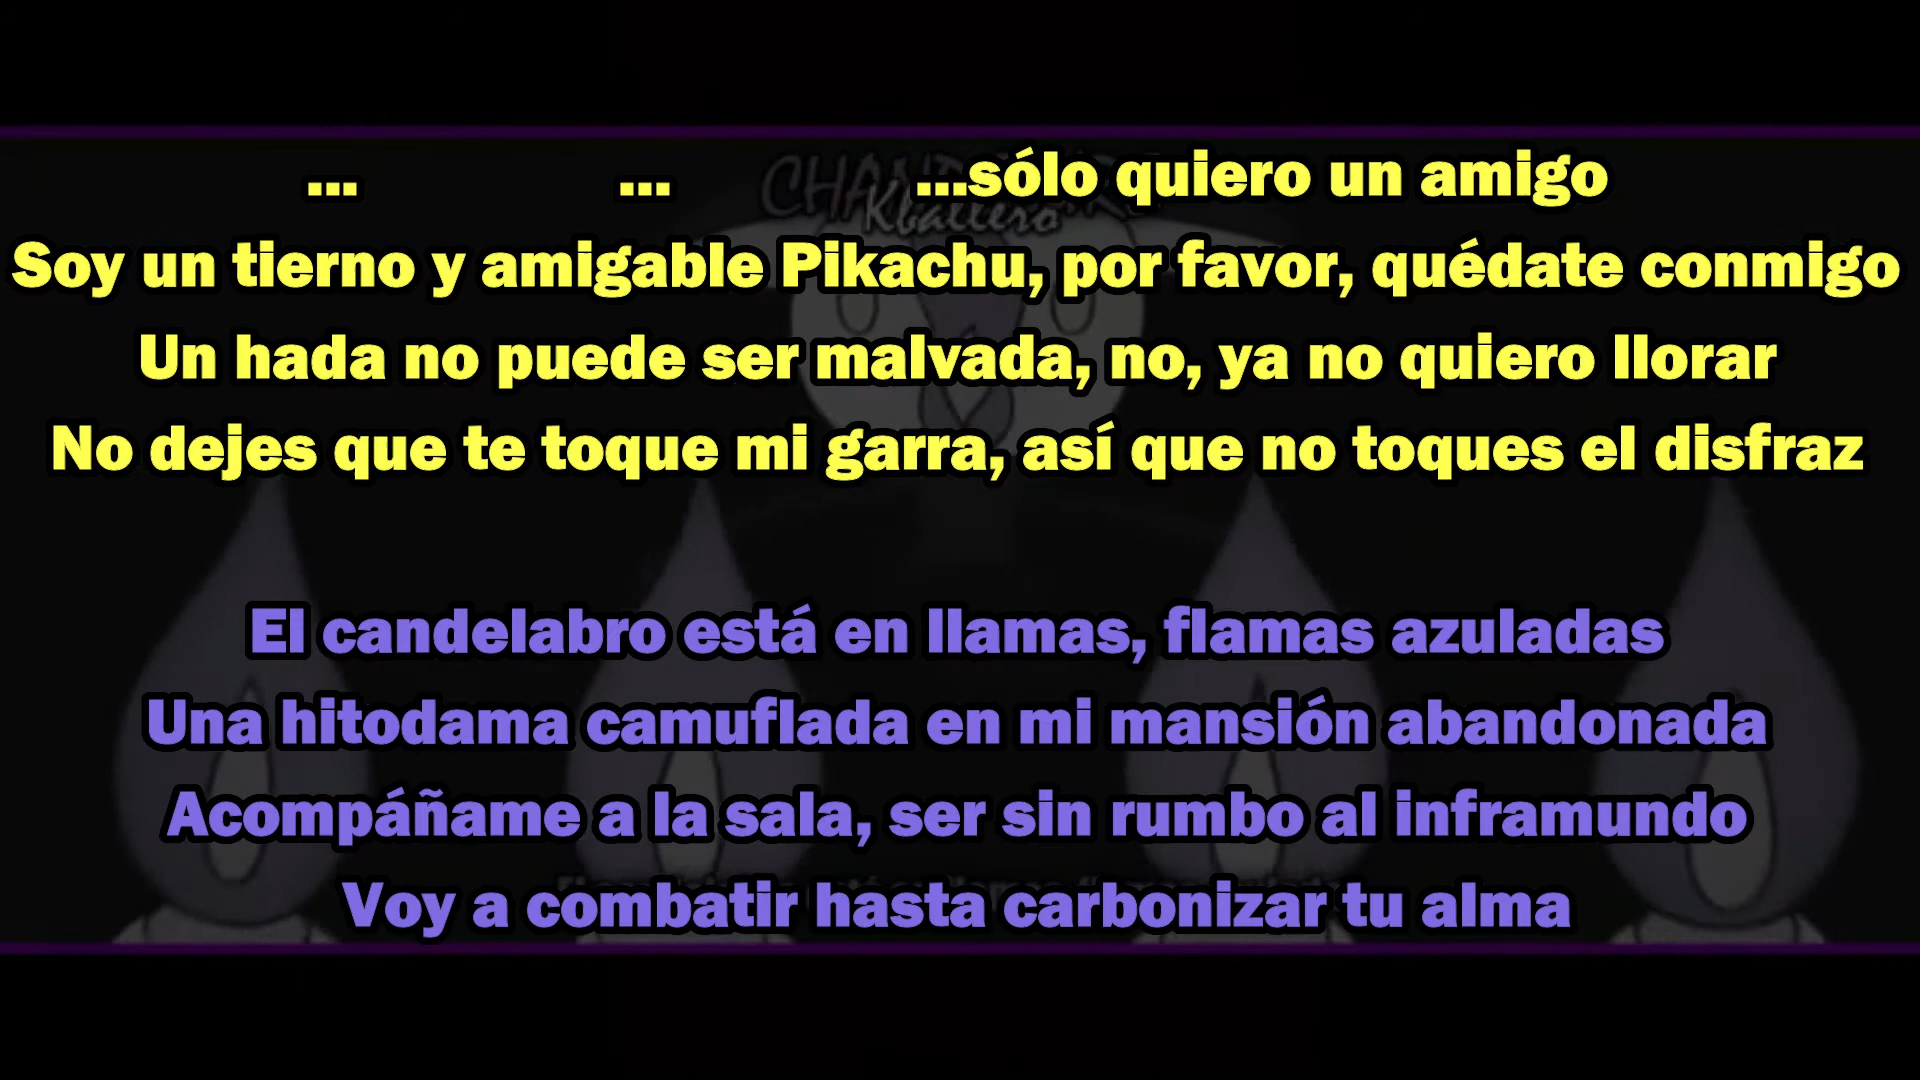 ... ... ...sólo quiero un amigo
Soy un tierno y amigable Pikachu, por favor, quédate conmigo
Un hada no puede ser malvada, no, ya no quiero llorar
No dejes que te toque mi garra, así que no toques el disfraz
El candelabro está en llamas, flamas azuladas
Una hitodama camuflada en mi mansión abandonada
Acompáñame a la sala, ser sin rumbo al inframundo
Voy a combatir hasta carbonizar tu alma
Kballero